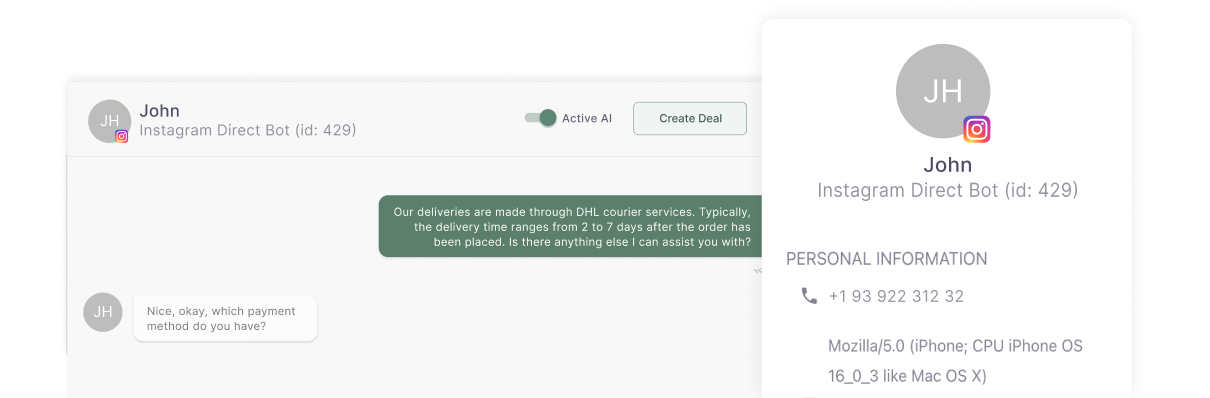 JH
John
Instagram Direct Bot (id: 429)
Active AI
Create Deal
Our deliveries are made through DHL courier services. Typically,
the delivery time ranges from 2 to 7 days after the order has
been placed. Is there anything else I can assist you with?
JH
Nice, okay, which payment
method do you have?
JH
John
Instagram Direct Bot (id: 429)
PERSONAL INFORMATION
+1 93 922 312 32
Mozilla/5.0 (iPhone; CPU iPhone OS
16_0_3 like Mac OS X)